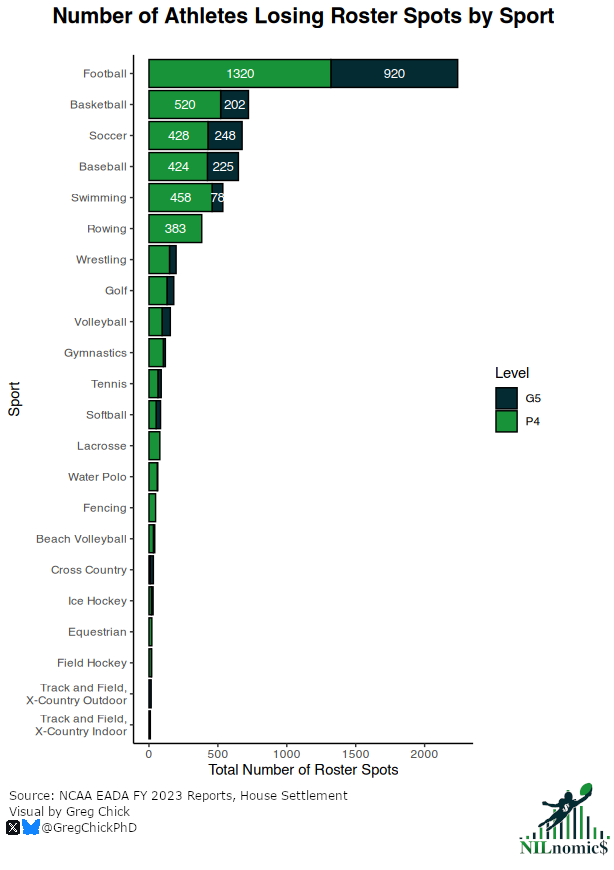 Number of Athletes Losing Roster Spots by Sport
Football 1320 920
Basketball 520 202
Soccer 428 248
Baseball 424 225
Swimming 458 78
Rowing 383
Wrestling
Golf
Volleyball
Gymnastics
Tennis
Softball
Lacrosse
Water Polo
Fencing
Beach Volleyball
Cross Country
Ice Hockey
Equestrian
Field Hockey
Track and Field,
X-Country Outdoor
Track and Field,
X-Country Indoor
Sport
0 500 1000 1500 2000
Total Number of Roster Spots
Level
G5
P4
Source: NCAA EADA FY 2023 Reports, House Settlement
Visual by Greg Chick
@GregChickPhD
NILnomic$